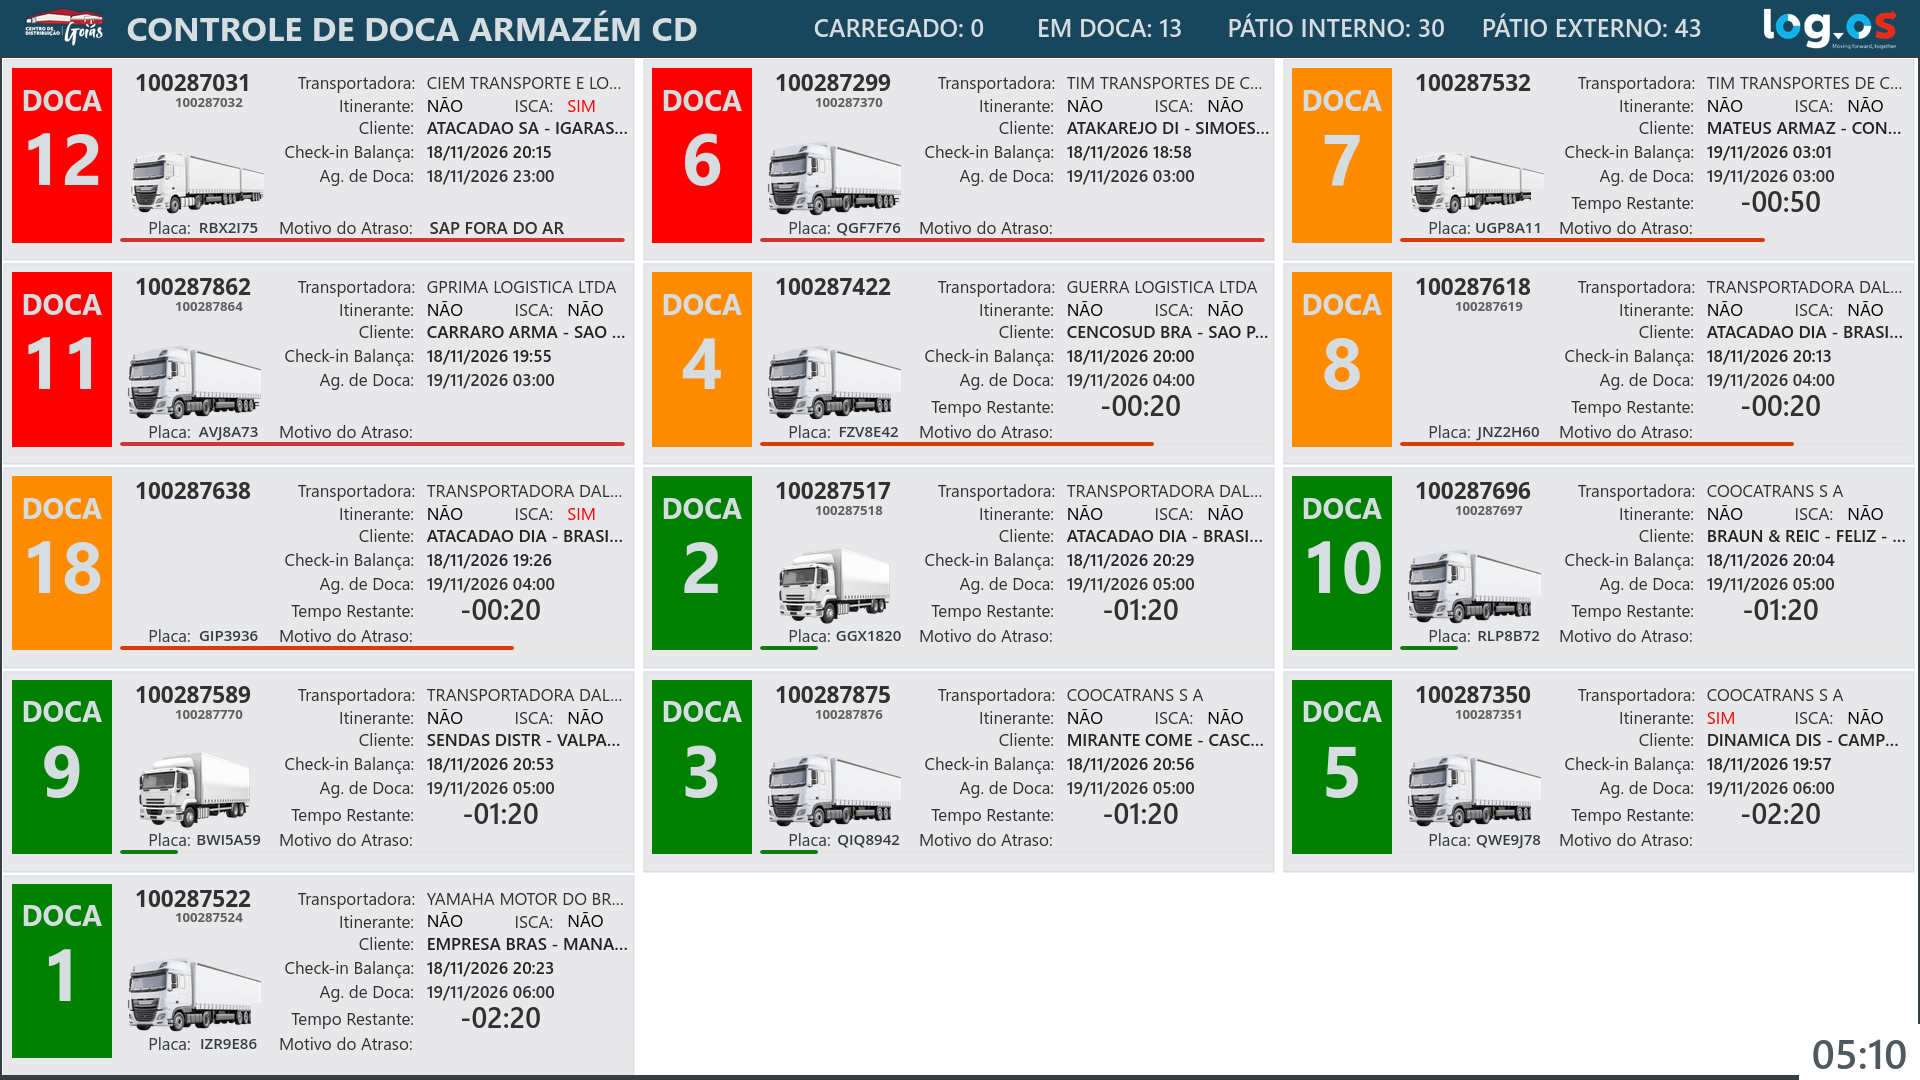 CENTRO DE DISTRIBUIÇÃO Goiás
CONTROLE DE DOCA ARMAZÉM CD
CARREGADO: 0
EM DOCA: 13
PÁTIO INTERNO: 30
PÁTIO EXTERNO: 43
log.os
Moving forward, together
DOCA
12
100287031
100287032
Transportadora: CIEM TRANSPORTE E LO...
Itinerante: NÃO ISCA: SIM
Cliente: ATACADAO SA - IGARAS...
Check-in Balança: 18/11/2026 20:15
Ag. de Doca: 18/11/2026 23:00
Placa: RBX2I75 Motivo do Atraso: SAP FORA DO AR
DOCA
6
100287299
100287370
Transportadora: TIM TRANSPORTES DE C...
Itinerante: NÃO ISCA: NÃO
Cliente: ATAKAREJO DI - SIMOES...
Check-in Balança: 18/11/2026 18:58
Ag. de Doca: 19/11/2026 03:00
Placa: QGF7F76 Motivo do Atraso:
DOCA
7
100287532
Transportadora: TIM TRANSPORTES DE C...
Itinerante: NÃO ISCA: NÃO
Cliente: MATEUS ARMAZ - CON...
Check-in Balança: 19/11/2026 03:01
Ag. de Doca: 19/11/2026 03:00
Tempo Restante: -00:50
Placa: UGP8A11 Motivo do Atraso:
DOCA
11
100287862
100287864
Transportadora: GPRIMA LOGISTICA LTDA
Itinerante: NÃO ISCA: NÃO
Cliente: CARRARO ARMA - SAO ...
Check-in Balança: 18/11/2026 19:55
Ag. de Doca: 19/11/2026 03:00
Placa: AVJ8A73 Motivo do Atraso:
DOCA
4
100287422
Transportadora: GUERRA LOGISTICA LTDA
Itinerante: NÃO ISCA: NÃO
Cliente: CENCOSUD BRA - SAO P...
Check-in Balança: 18/11/2026 20:00
Ag. de Doca: 19/11/2026 04:00
Tempo Restante: -00:20
Placa: FZV8E42 Motivo do Atraso:
DOCA
8
100287618
100287619
Transportadora: TRANSPORTADORA DAL...
Itinerante: NÃO ISCA: NÃO
Cliente: ATACADAO DIA - BRASI...
Check-in Balança: 18/11/2026 20:13
Ag. de Doca: 19/11/2026 04:00
Tempo Restante: -00:20
Placa: JNZ2H60 Motivo do Atraso:
DOCA
18
100287638
Transportadora: TRANSPORTADORA DAL...
Itinerante: NÃO ISCA: SIM
Cliente: ATACADAO DIA - BRASI...
Check-in Balança: 18/11/2026 19:26
Ag. de Doca: 19/11/2026 04:00
Tempo Restante: -00:20
Placa: GIP3936 Motivo do Atraso:
DOCA
2
100287517
100287518
Transportadora: TRANSPORTADORA DAL...
Itinerante: NÃO ISCA: NÃO
Cliente: ATACADAO DIA - BRASI...
Check-in Balança: 18/11/2026 20:29
Ag. de Doca: 19/11/2026 05:00
Tempo Restante: -01:20
Placa: GGX1820 Motivo do Atraso:
DOCA
10
100287696
100287697
Transportadora: COOCATRANS S A
Itinerante: NÃO ISCA: NÃO
Cliente: BRAUN & REIC - FELIZ - ...
Check-in Balança: 18/11/2026 20:04
Ag. de Doca: 19/11/2026 05:00
Tempo Restante: -01:20
Placa: RLP8B72 Motivo do Atraso:
DOCA
9
100287589
100287770
Transportadora: TRANSPORTADORA DAL...
Itinerante: NÃO ISCA: NÃO
Cliente: SENDAS DISTR - VALPA...
Check-in Balança: 18/11/2026 20:53
Ag. de Doca: 19/11/2026 05:00
Tempo Restante: -01:20
Placa: BWI5A59 Motivo do Atraso:
DOCA
3
100287875
100287876
Transportadora: COOCATRANS S A
Itinerante: NÃO ISCA: NÃO
Cliente: MIRANTE COME - CASC...
Check-in Balança: 18/11/2026 20:56
Ag. de Doca: 19/11/2026 05:00
Tempo Restante: -01:20
Placa: QIQ8942 Motivo do Atraso:
DOCA
5
100287350
100287351
Transportadora: COOCATRANS S A
Itinerante: SIM ISCA: NÃO
Cliente: DINAMICA DIS - CAMP...
Check-in Balança: 18/11/2026 19:57
Ag. de Doca: 19/11/2026 06:00
Tempo Restante: -02:20
Placa: QWE9J78 Motivo do Atraso:
DOCA
1
100287522
100287524
Transportadora: YAMAHA MOTOR DO BR...
Itinerante: NÃO ISCA: NÃO
Cliente: EMPRESA BRAS - MANA...
Check-in Balança: 18/11/2026 20:23
Ag. de Doca: 19/11/2026 06:00
Tempo Restante: -02:20
Placa: IZR9E86 Motivo do Atraso:
05:10